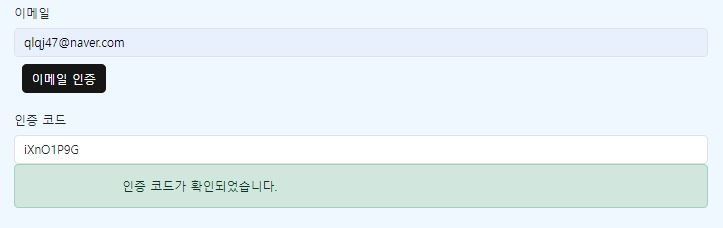 이메일
qlqj47@naver.com
이메일 인증
인증 코드
iXnO1P9G
인증 코드가 확인되었습니다.